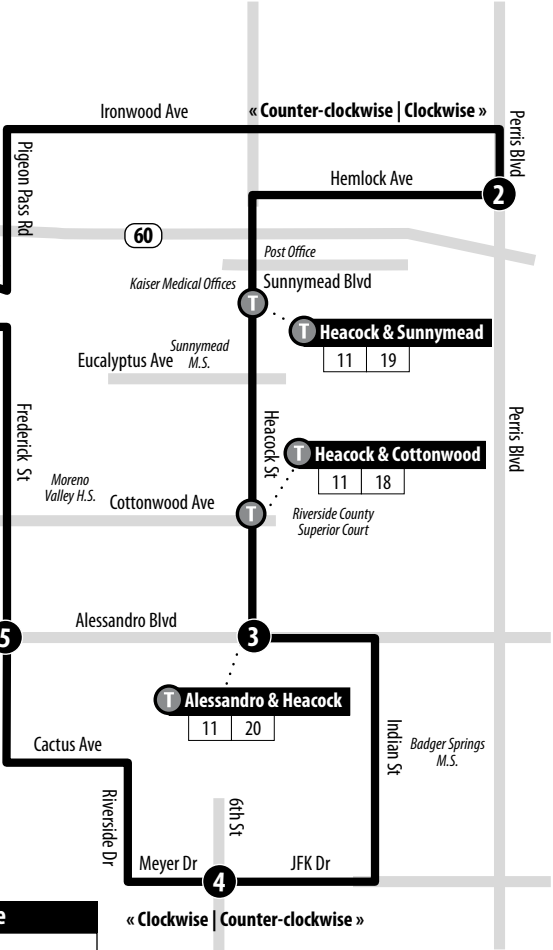 Ironwood Ave
« Counter-clockwise | Clockwise »
Perris Blvd
Pigeon Pass Rd
Hemlock Ave
2
60
Post Office
Kaiser Medical Offices
Sunnymead Blvd
T
T Heacock & Sunnymead
11 19
Sunnymead
M.S.
Eucalyptus Ave
Frederick St
Heacock St
Perris Blvd
T Heacock & Cottonwood
11 18
Moreno
Valley H.S.
Cottonwood Ave
T
Riverside County
Superior Court
Alessandro Blvd
5
3
T Alessandro & Heacock
11 20
Indian St
Badger Springs
M.S.
Cactus Ave
Riverside Dr
6th St
Meyer Dr
JFK Dr
4
e
« Clockwise | Counter-clockwise »